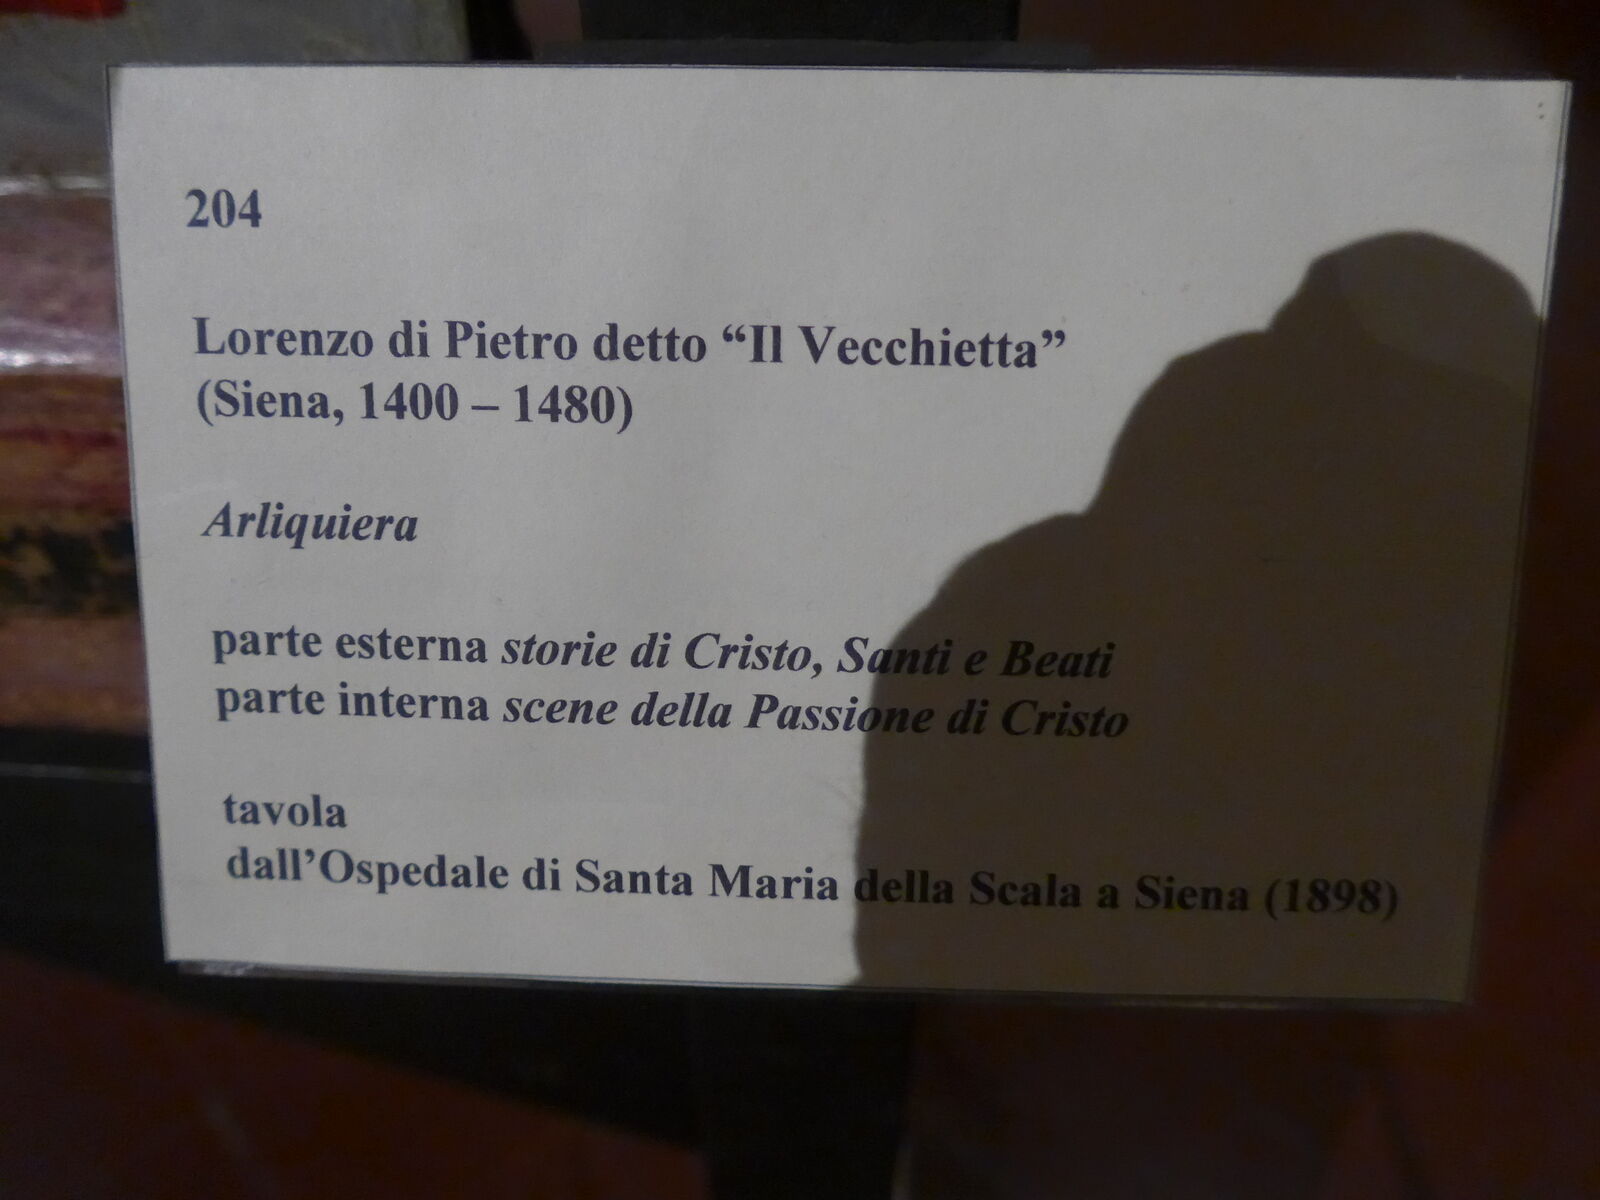 204
Lorenzo di Pietro detto “Il Vecchietta”
(Siena, 1400 – 1480)
Arliquiera
parte esterna storie di Cristo, Santi e Beati
parte interna scene della Passione di Cristo
tavola
dall’Ospedale di Santa Maria della Scala a Siena (1898)